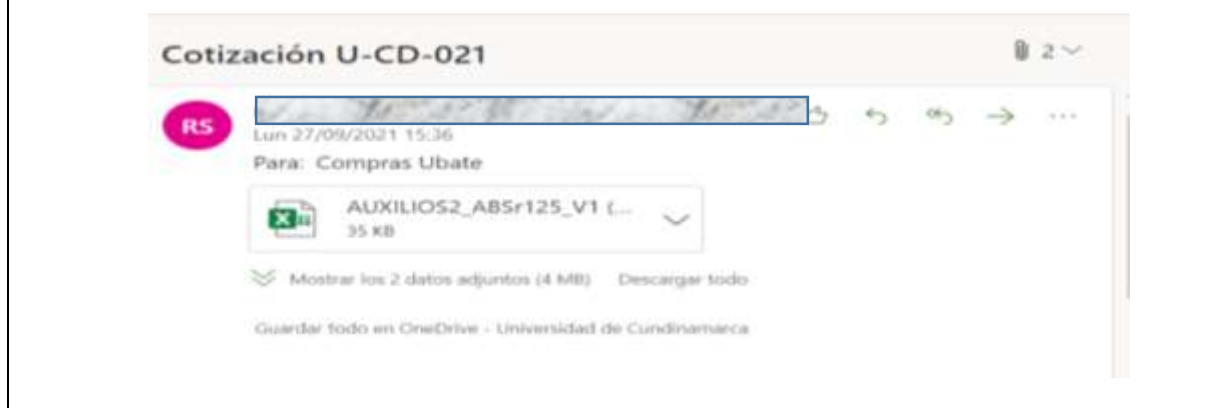 Cotización U-CD-021
2
RS
Lun 27/09/2021 15:36
Para: Compras Ubate
AUXILIOS2_ABSr125_V1 (...
35 KB
Mostrar los 2 datos adjuntos (4 MB) Descargar todo
Guardar todo en OneDrive - Universidad de Cundinamarca